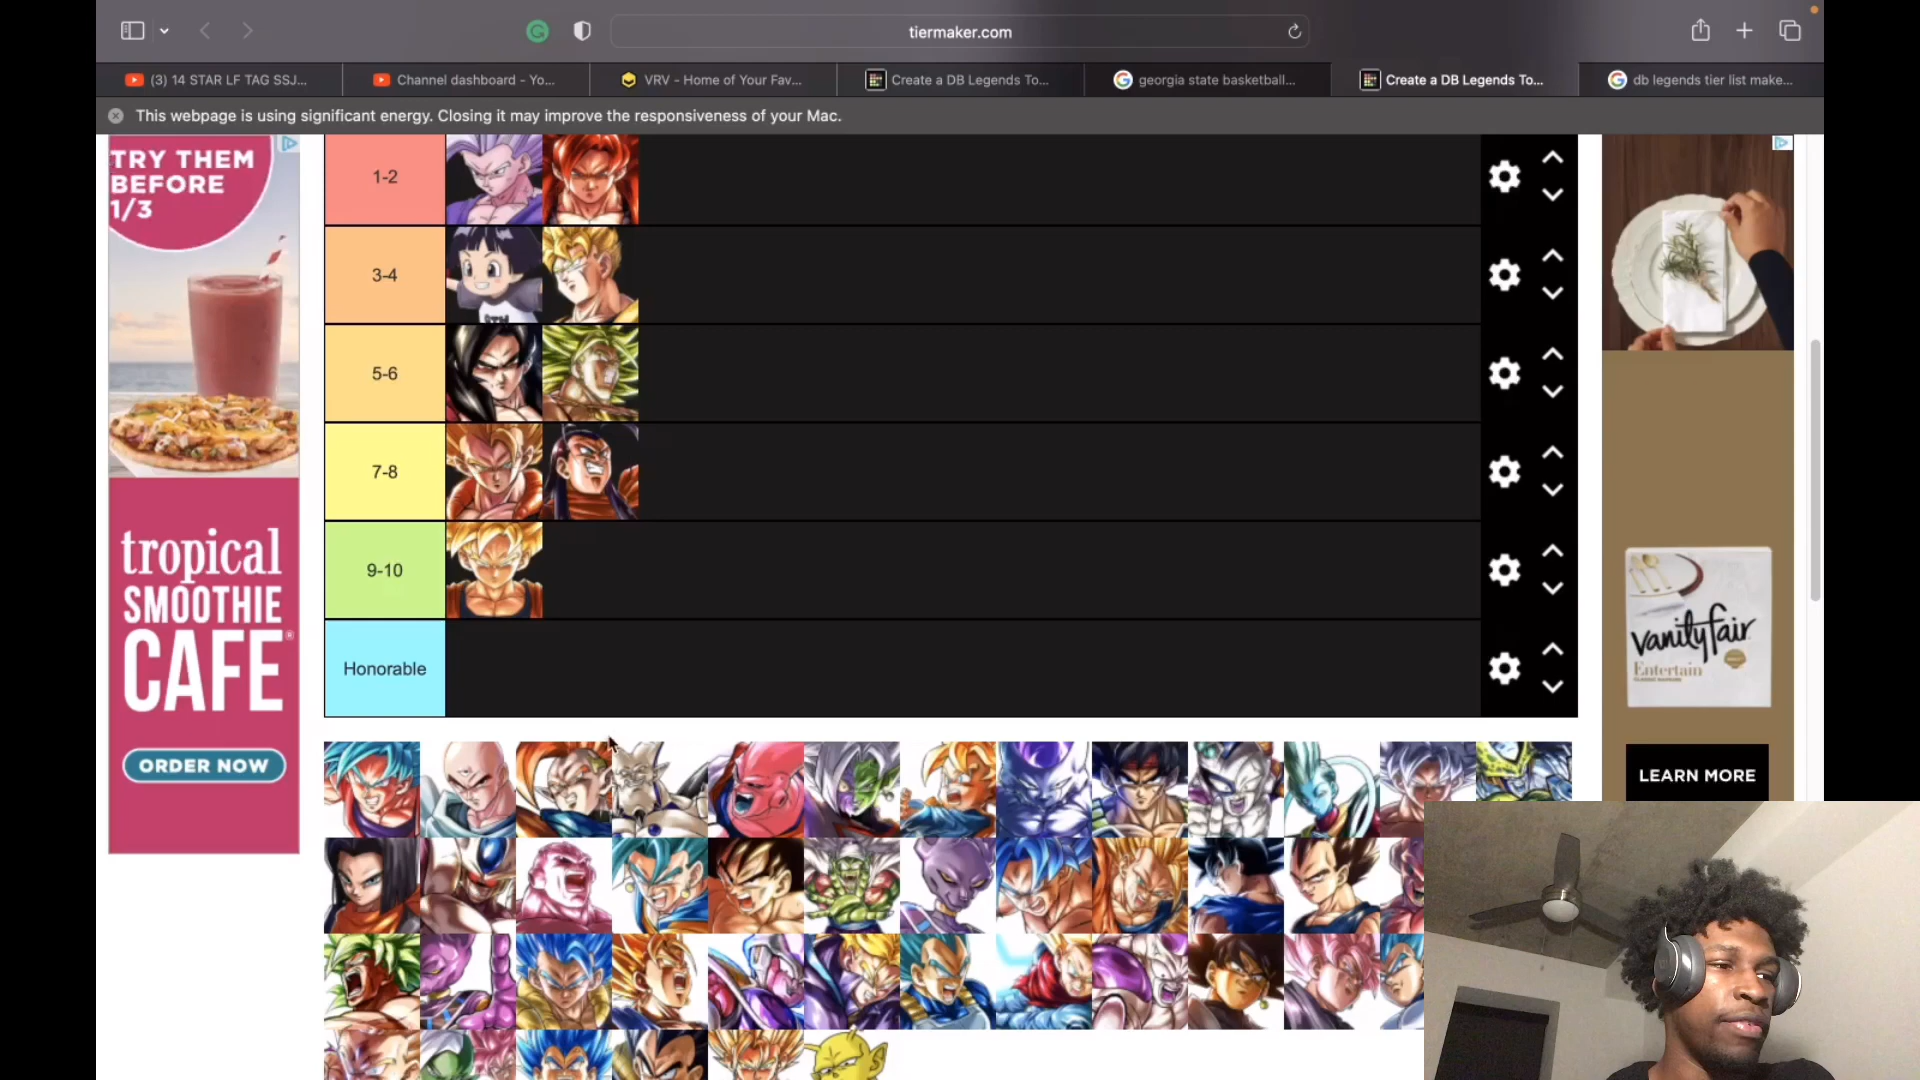 tiermaker.com
(3) 14 STAR LF TAG SSJ...
Channel dashboard - Yo...
VRV - Home of Your Fav...
Create a DB Legends To...
georgia state basketball...
Create a DB Legends To...
db legends tier list make...
This webpage is using significant energy. Closing it may improve the responsiveness of your Mac.
TRY THEM
BEFORE
1/3
tropical
SMOOTHIE
CAFE®
ORDER NOW
1-2
3-4
5-6
7-8
9-10
Honorable
vanity fair
Entertain
LEARN MORE